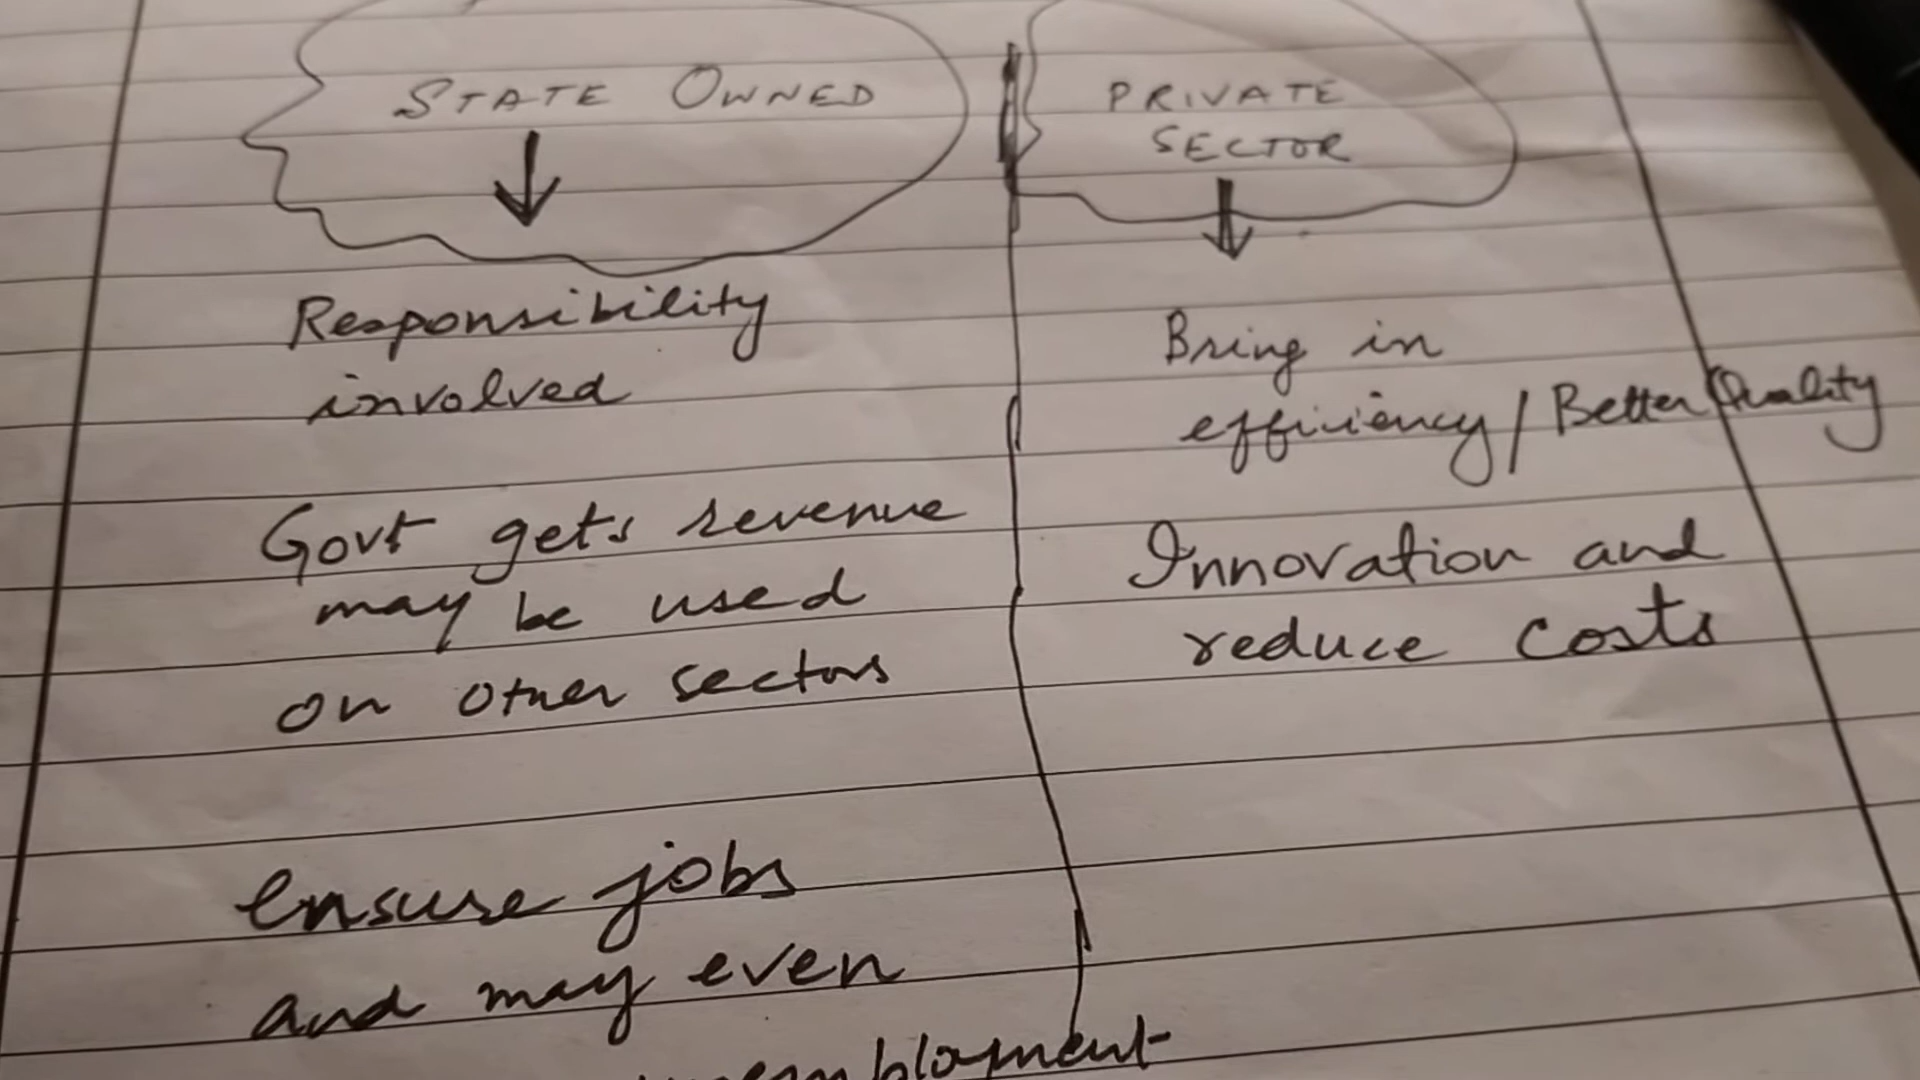 STATE OWNED
Responsibility
involved
Govt gets revenue
may be used
on other sectors
ensure jobs
and may even
unemployment
PRIVATE
SECTOR
Bring in
efficiency / Better Quality
Innovation and
reduce costs